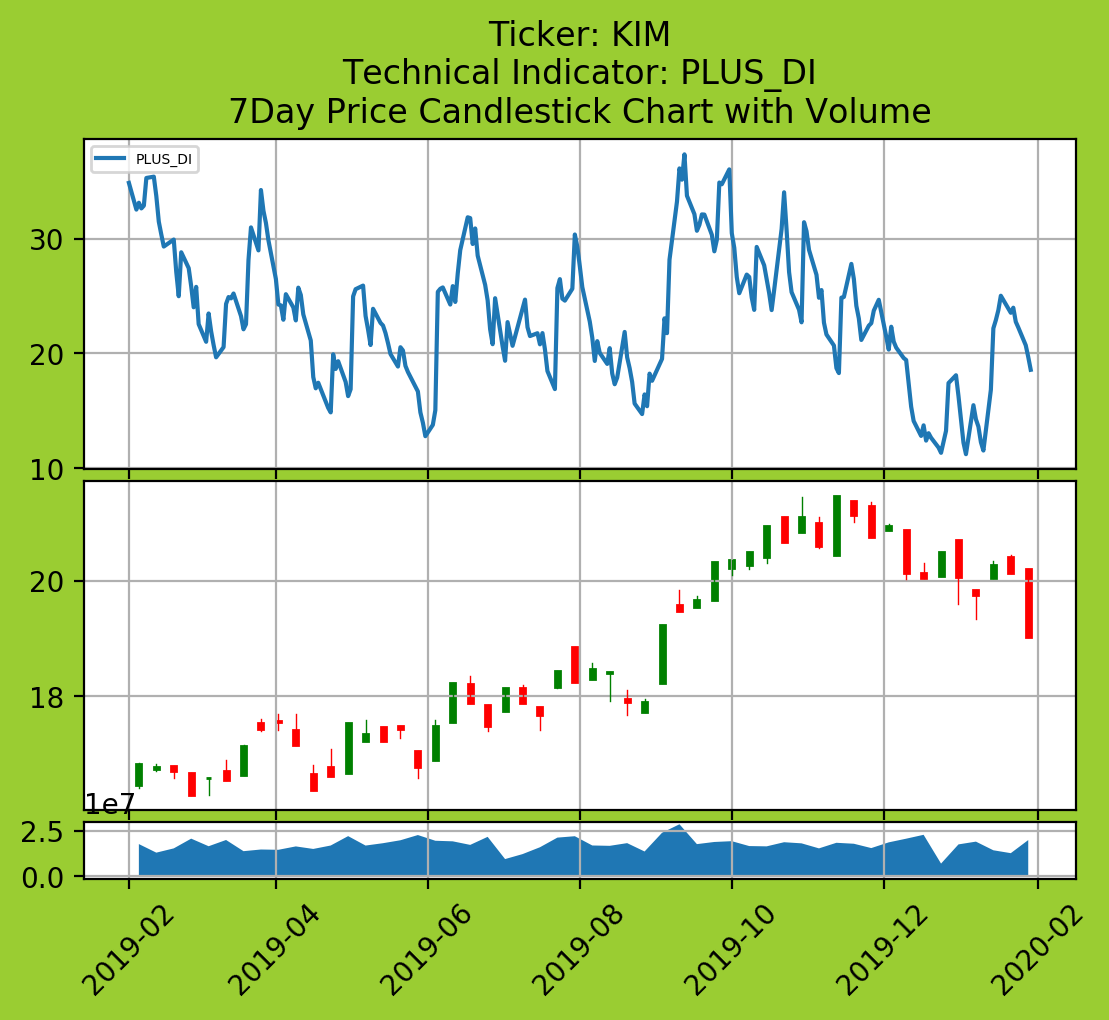 Ticker: KIM
Technical Indicator: PLUS_DI
7Day Price Candlestick Chart with Volume
PLUS_DI
30
20
10
20
18
1e7
2.5
0.0
2019-02
2019-04
2019-06
2019-08
2019-10
2019-12
2020-02